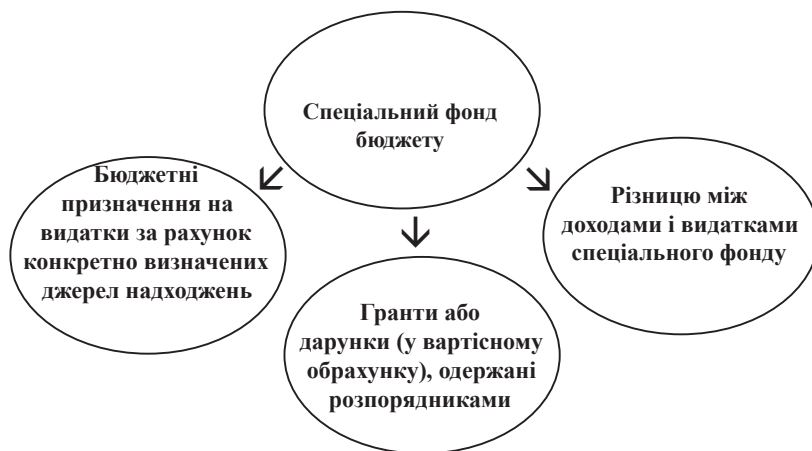 Спеціальний фонд
бюджету
Бюджетні
призначення на
видатки за рахунок
конкретно визначених
джерел надходжень
Гранти або
дарунки (у вартісному
обрахунку), одержані
розпорядниками
Різницю між
доходами і видатками
спеціального фонду